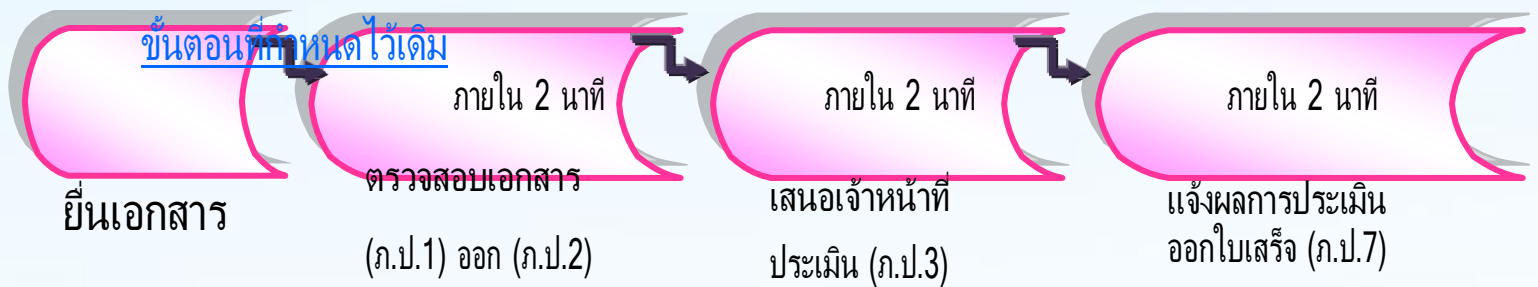 ขั้นตอนที่กำหนดไว้เดิม
ยื่นเอกสาร
ภายใน 2 นาที
ตรวจสอบเอกสาร
(ภ.ป.1) ออก (ภ.ป.2)
ภายใน 2 นาที
เสนอเจ้าหน้าที่
ประเมิน (ภ.ป.3)
ภายใน 2 นาที
แจ้งผลการประเมิน
ออกใบเสร็จ (ภ.ป.7)